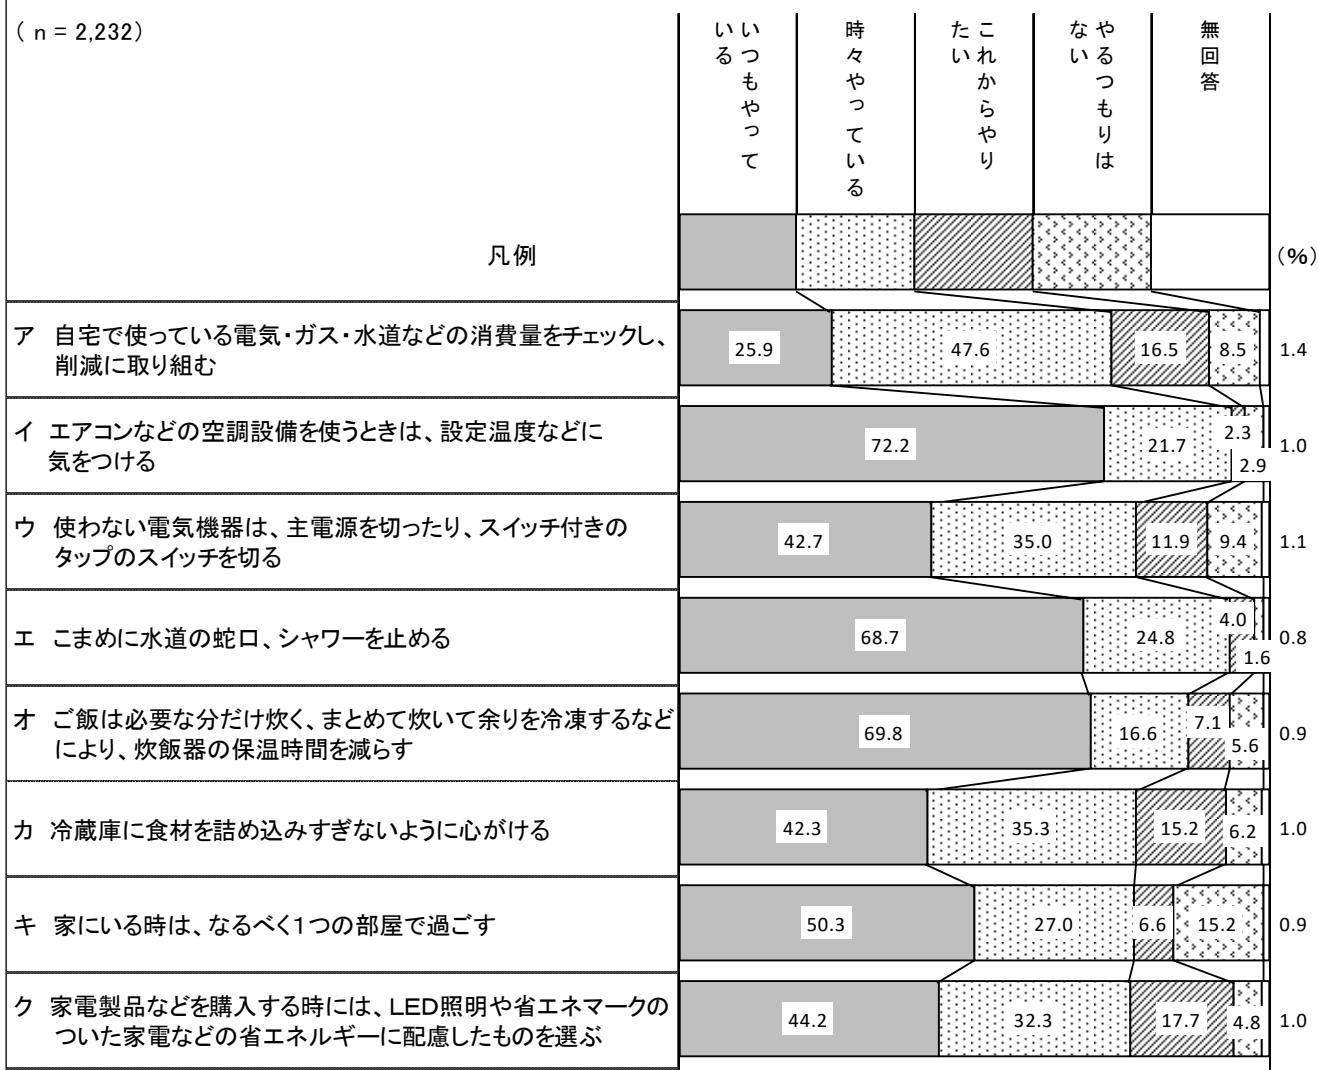 ( n = 2,232)
いつもやって
いる
時々やっている
これからやり
たい
やるつもりは
ない
無回答
凡例
(%)
ア 自宅で使っている電気・ガス・水道などの消費量をチェックし、
削減に取り組む
25.9 47.6 16.5 8.5 1.4
イ エアコンなどの空調設備を使うときは、設定温度などに
気をつける
72.2 21.7 2.3 2.9 1.0
ウ 使わない電気機器は、主電源を切ったり、スイッチ付きの
タップのスイッチを切る
42.7 35.0 11.9 9.4 1.1
エ こまめに水道の蛇口、シャワーを止める
68.7 24.8 4.0 1.6 0.8
オ ご飯は必要な分だけ炊く、まとめて炊いて余りを冷凍するなど
により、炊飯器の保温時間を減らす
69.8 16.6 7.1 5.6 0.9
カ 冷蔵庫に食材を詰め込みすぎないように心がける
42.3 35.3 15.2 6.2 1.0
キ 家にいる時は、なるべく1つの部屋で過ごす
50.3 27.0 6.6 15.2 0.9
ク 家電製品などを購入する時には、LED照明や省エネマークの
ついた家電などの省エネルギーに配慮したものを選ぶ
44.2 32.3 17.7 4.8 1.0